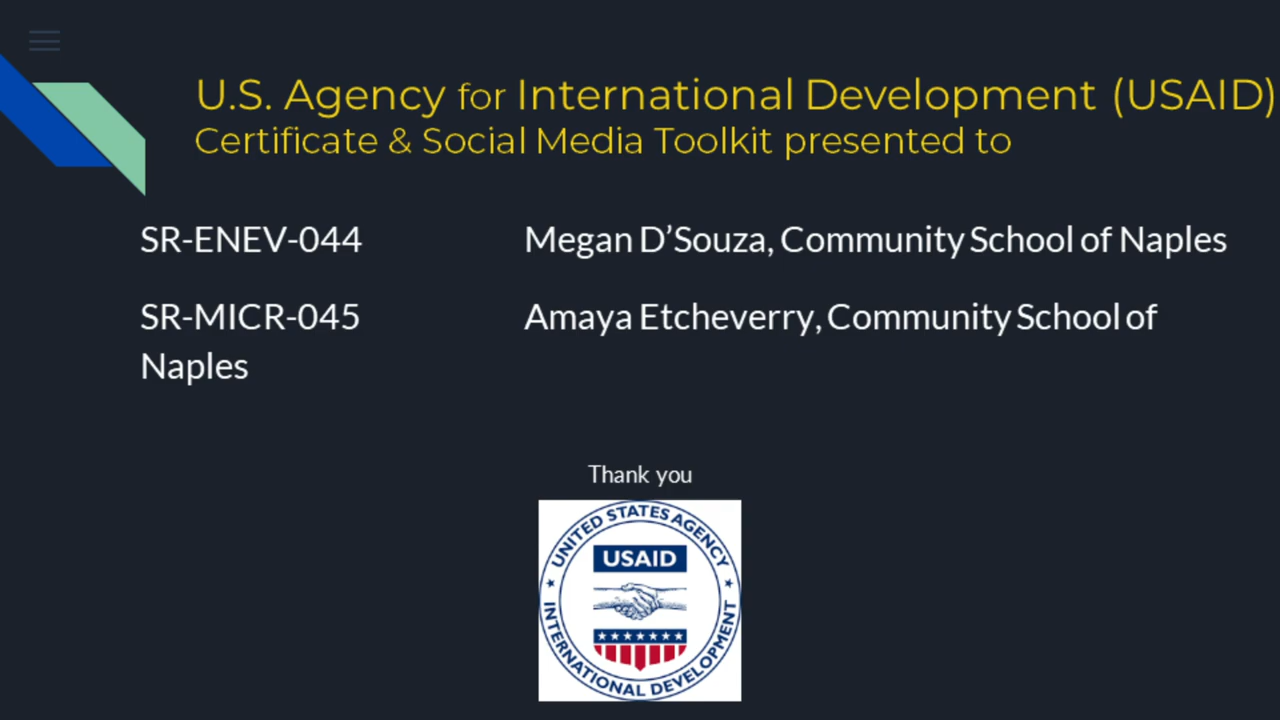 U.S. Agency for International Development (USAID)
Certificate & Social Media Toolkit presented to
SR-ENEV-044 Megan D’Souza, Community School of Naples
SR-MICR-045 Amaya Etcheverry, Community School of
Naples
Thank you
UNITED STATES AGENCY
USAID
INTERNATIONAL DEVELOPMENT